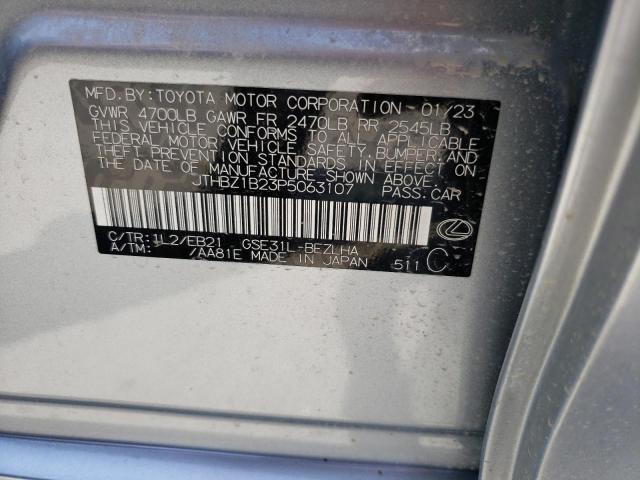 MFD.BY:TOYOTA MOTOR CORPORATION 01/23
GVWR 4700LB GAWR FR 2470LB RR 2545LB
THIS VEHICLE CONFORMS TO ALL APPLICABLE
FEDERAL MOTOR VEHICLE SAFETY, BUMPER, AND
THEFT PREVENTION STANDARDS IN EFFECT ON
THE DATE OF MANUFACTURE SHOWN ABOVE.
JTHBZ1B23P5063107 PASS.CAR
C/TR:1L2/EB21 GSE31L-BEZLHA
A/TM: /AA81E MADE IN JAPAN 511 C